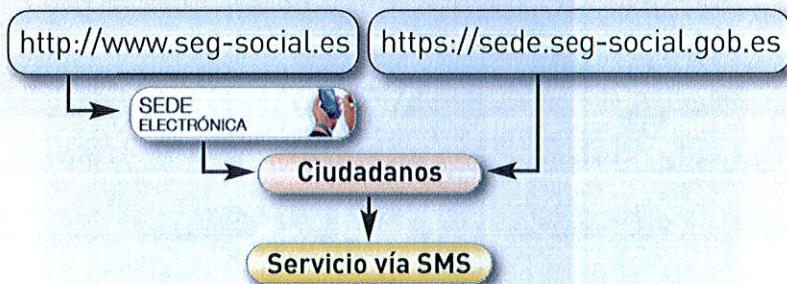 http://www.seg-social.es
https://sede.seg-social.gob.es
SEDE
ELECTRÓNICA
Ciudadanos
Servicio vía SMS